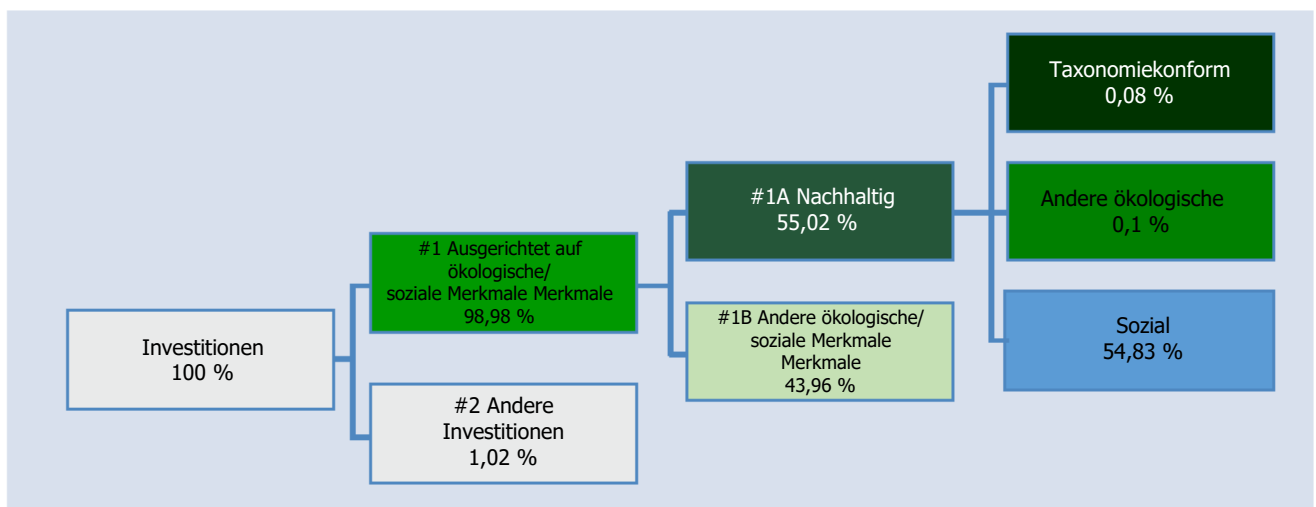 Investitionen
100 %
#1 Ausgerichtet auf
ökologische/
soziale Merkmale Merkmale
98,98 %
#2 Andere
Investitionen
1,02 %
#1A Nachhaltig
55,02 %
#1B Andere ökologische/
soziale Merkmale
Merkmale
43,96 %
Taxonomiekonform
0,08 %
Andere ökologische
0,1 %
Sozial
54,83 %